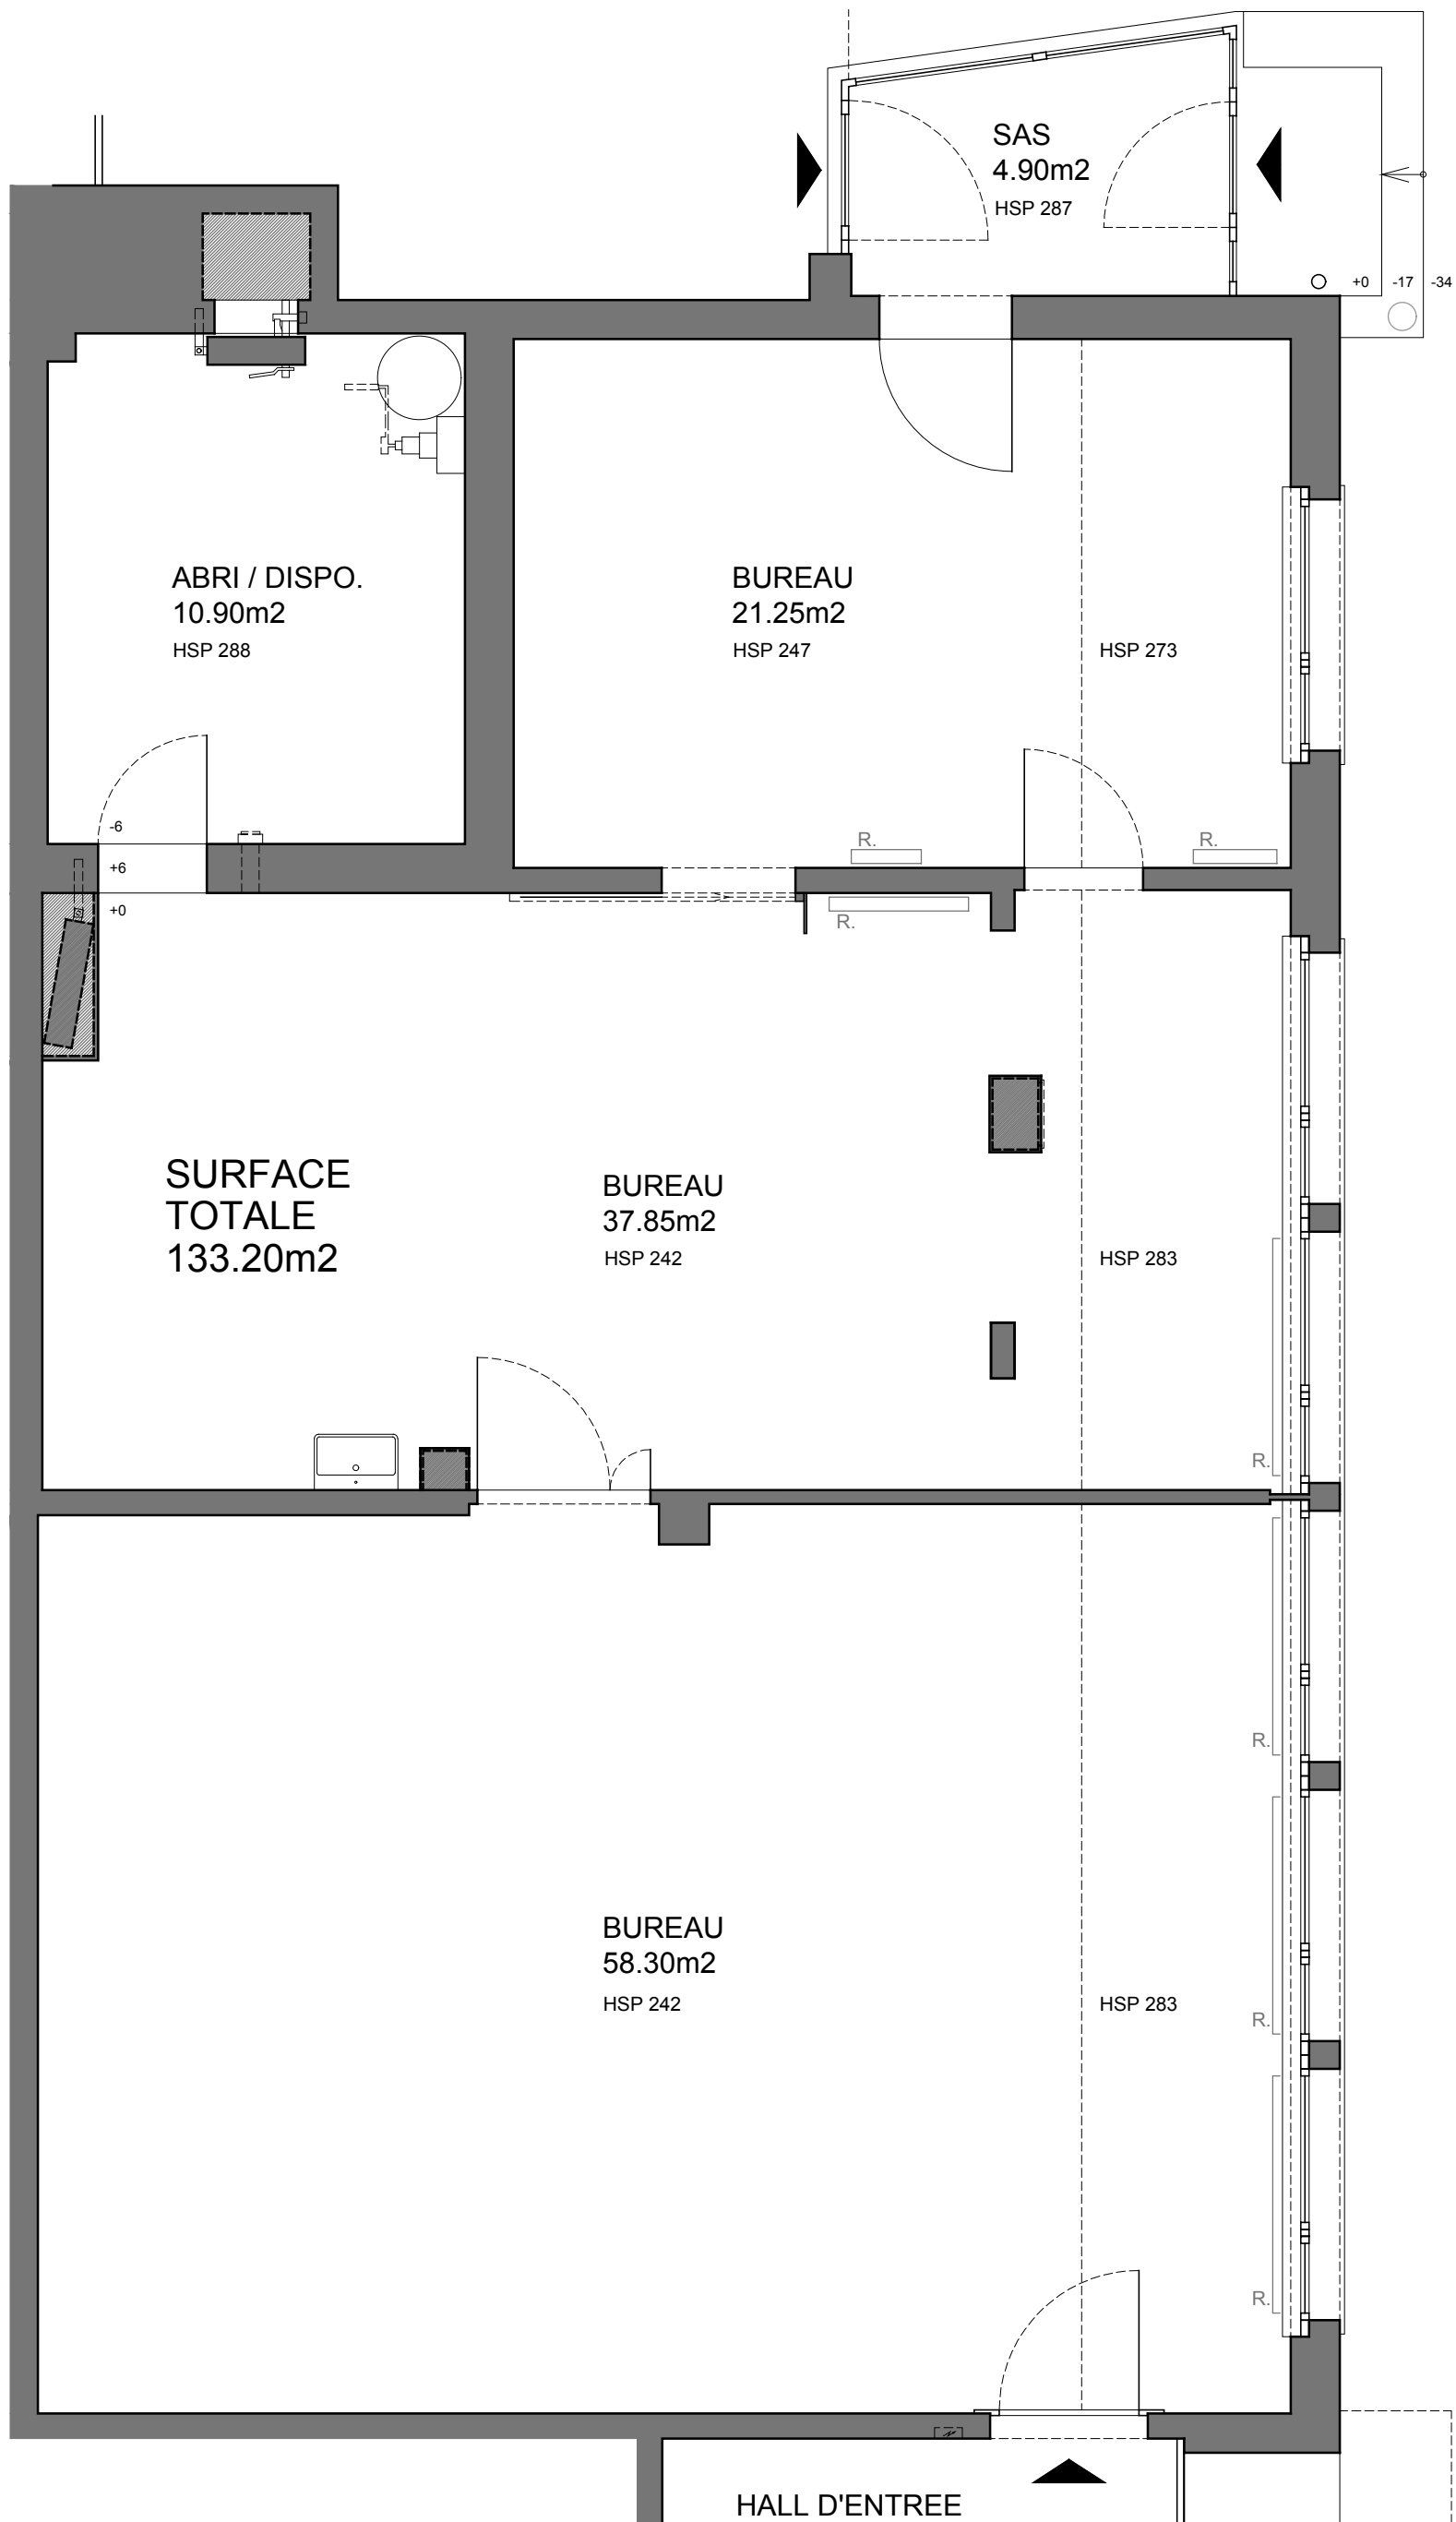 SAS
4.90m2
HSP 287
+0 -17 -34
ABRI / DISPO.
10.90m2
HSP 288
BUREAU
21.25m2
HSP 247
HSP 273
-6
+6
+0
R.
R.
R.
SURFACE
TOTALE
133.20m2
BUREAU
37.85m2
HSP 242
HSP 283
R.
R.
BUREAU
58.30m2
HSP 242
HSP 283
R.
R.
HALL D'ENTREE